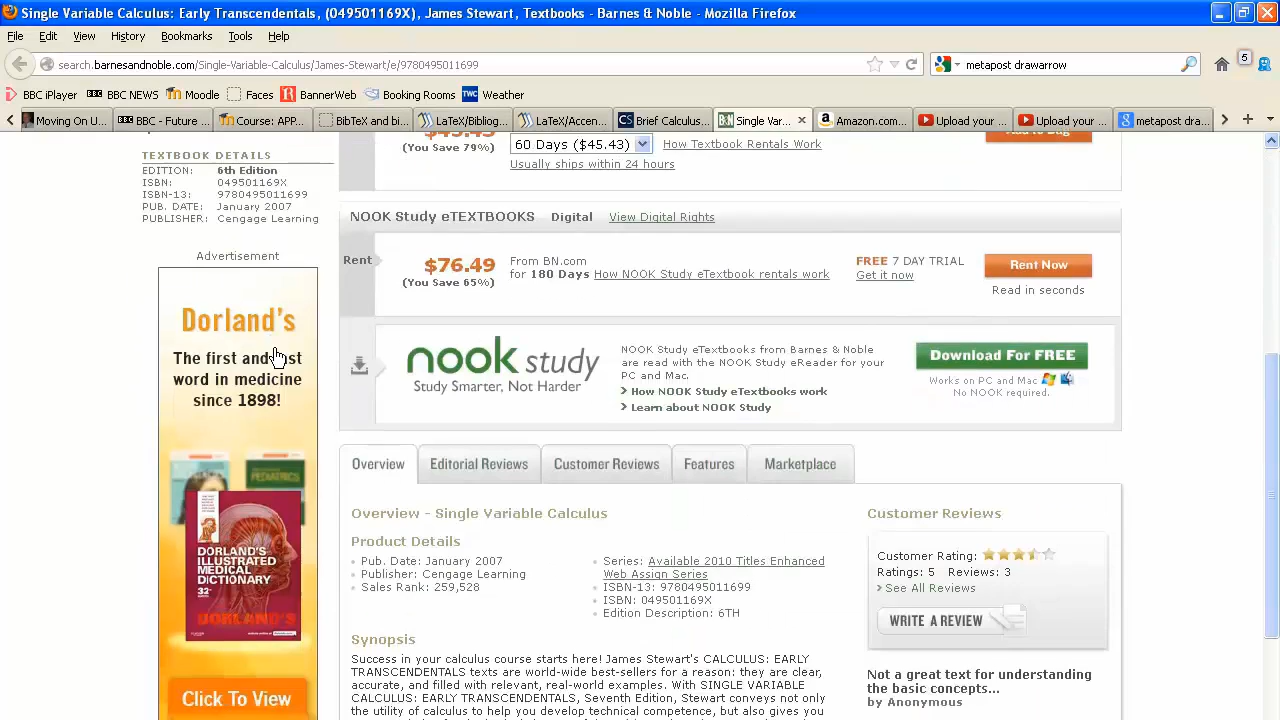 Single Variable Calculus: Early Transcendentals, (049501169X), James Stewart, Textbooks - Barnes & Noble - Mozilla Firefox
File Edit View History Bookmarks Tools Help
search.barnesandnoble.com/Single-Variable-Calculus/James-Stewart/e/9780495011699
metapost drawarrow
5
BBC iPlayer BBC NEWS Moodle Faces BannerWeb Booking Rooms TWC Weather
Moving On U... BBC - Future ... Course: APP... BibTeX and bi... LaTeX/Bibliog... LaTeX/Accen... CS Brief Calculus... B&N Single Var... Amazon.com... Upload your ... Upload your ... metapost dra...
TEXTBOOK DETAILS
EDITION: 6th Edition
ISBN: 049501169X
ISBN-13: 9780495011699
PUB. DATE: January 2007
PUBLISHER: Cengage Learning
$45.43
(You Save 79%)
60 Days ($45.43)
How Textbook Rentals Work
Add to Bag
Usually ships within 24 hours
NOOK Study eTEXTBOOKS Digital View Digital Rights
Rent
$76.49
(You Save 65%)
From BN.com
for 180 Days How NOOK Study eTextbook rentals work
FREE 7 DAY TRIAL
Get it now
Rent Now
Read in seconds
nook study
Study Smarter, Not Harder
NOOK Study eTextbooks from Barnes & Noble
are read with the NOOK Study eReader for your
PC and Mac.
How NOOK Study eTextbooks work
Learn about NOOK Study
Download For FREE
Works on PC and Mac
No NOOK required.
Advertisement
Dorland's
The first and last
word in medicine
since 1898!
PEDIATRICS
DORLAND'S
ILLUSTRATED
MEDICAL
DICTIONARY
32
DORLAND'S
Click To View
Overview Editorial Reviews Customer Reviews Features Marketplace
Overview - Single Variable Calculus
Product Details
Pub. Date: January 2007
Publisher: Cengage Learning
Sales Rank: 259,528
Series: Available 2010 Titles Enhanced
Web Assign Series
ISBN-13: 9780495011699
ISBN: 049501169X
Edition Description: 6TH
Synopsis
Success in your calculus course starts here! James Stewart's CALCULUS: EARLY
TRANSCENDENTALS texts are world-wide best-sellers for a reason: they are clear,
accurate, and filled with relevant, real-world examples. With SINGLE VARIABLE
CALCULUS: EARLY TRANSCENDENTALS, Seventh Edition, Stewart conveys not only
the utility of calculus to help you develop technical competence, but also gives you
Customer Reviews
Customer Rating:
Ratings: 5 Reviews: 3
See All Reviews
WRITE A REVIEW
Not a great text for understanding
the basic concepts...
by Anonymous